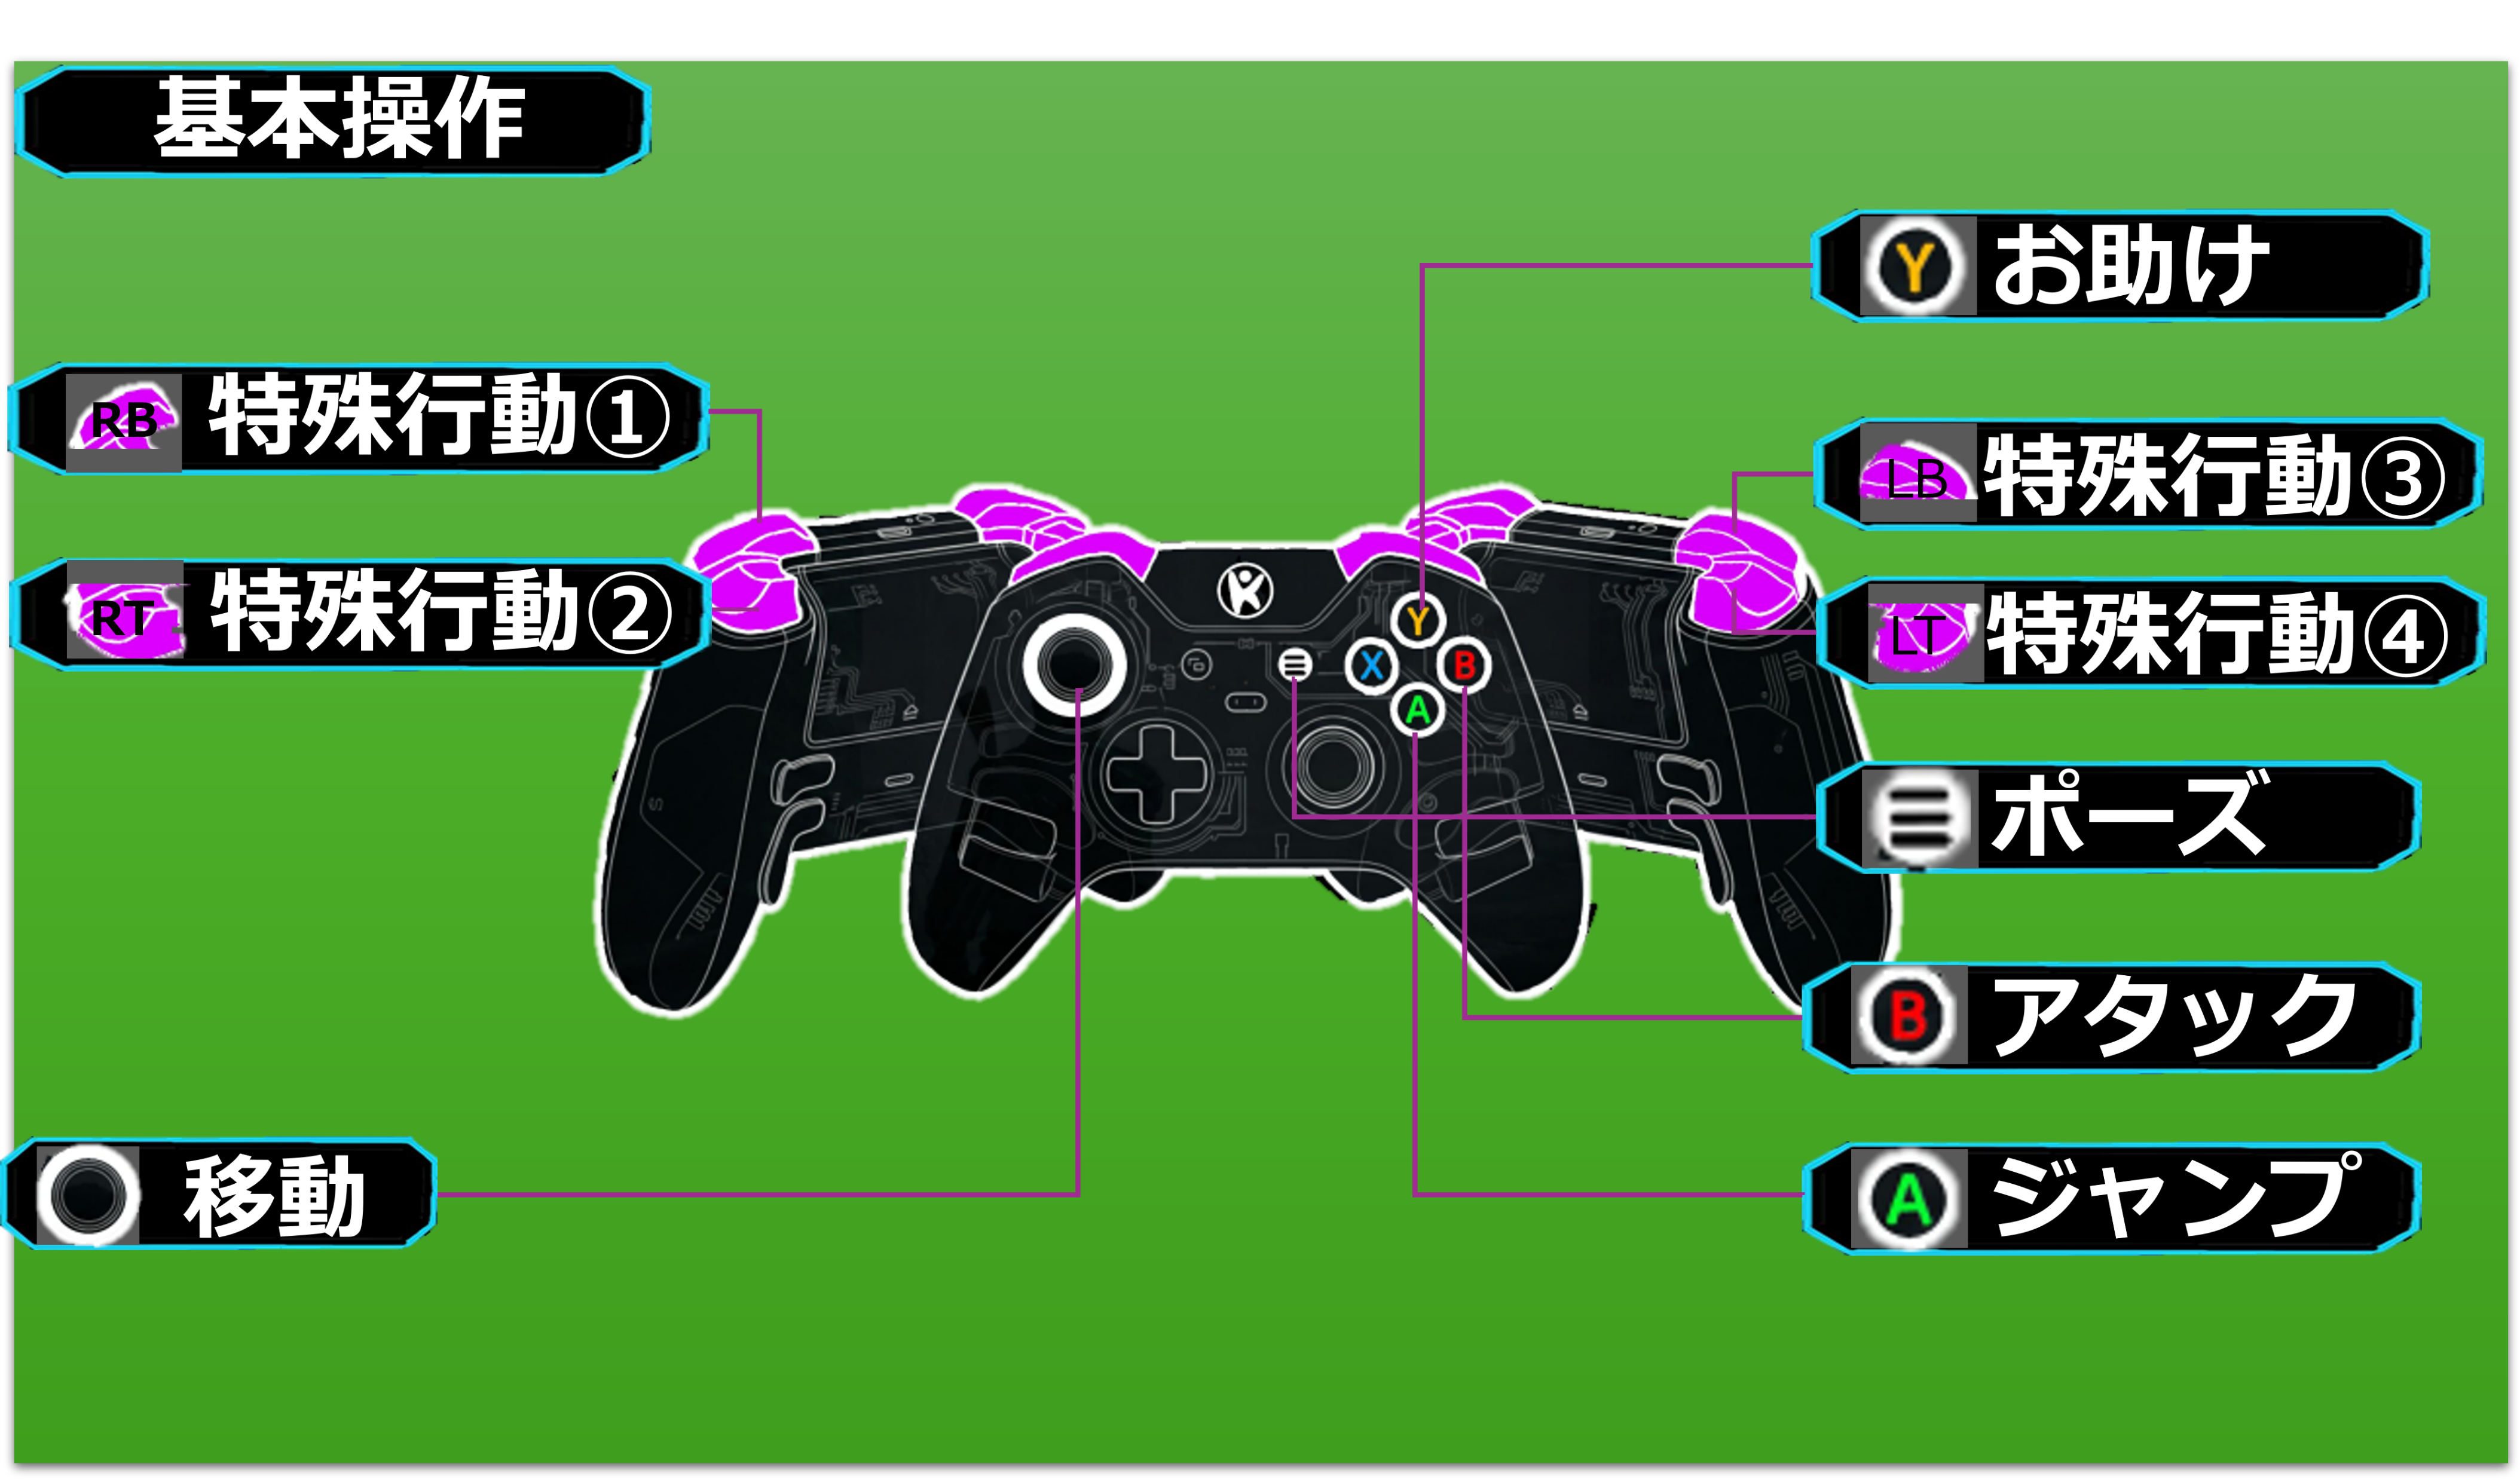 基本操作
Y お助け
RB 特殊行動①
LB 特殊行動③
RT 特殊行動②
LT 特殊行動④
Y
X B
A
ポーズ
B アタック
移動
A ジャンプ